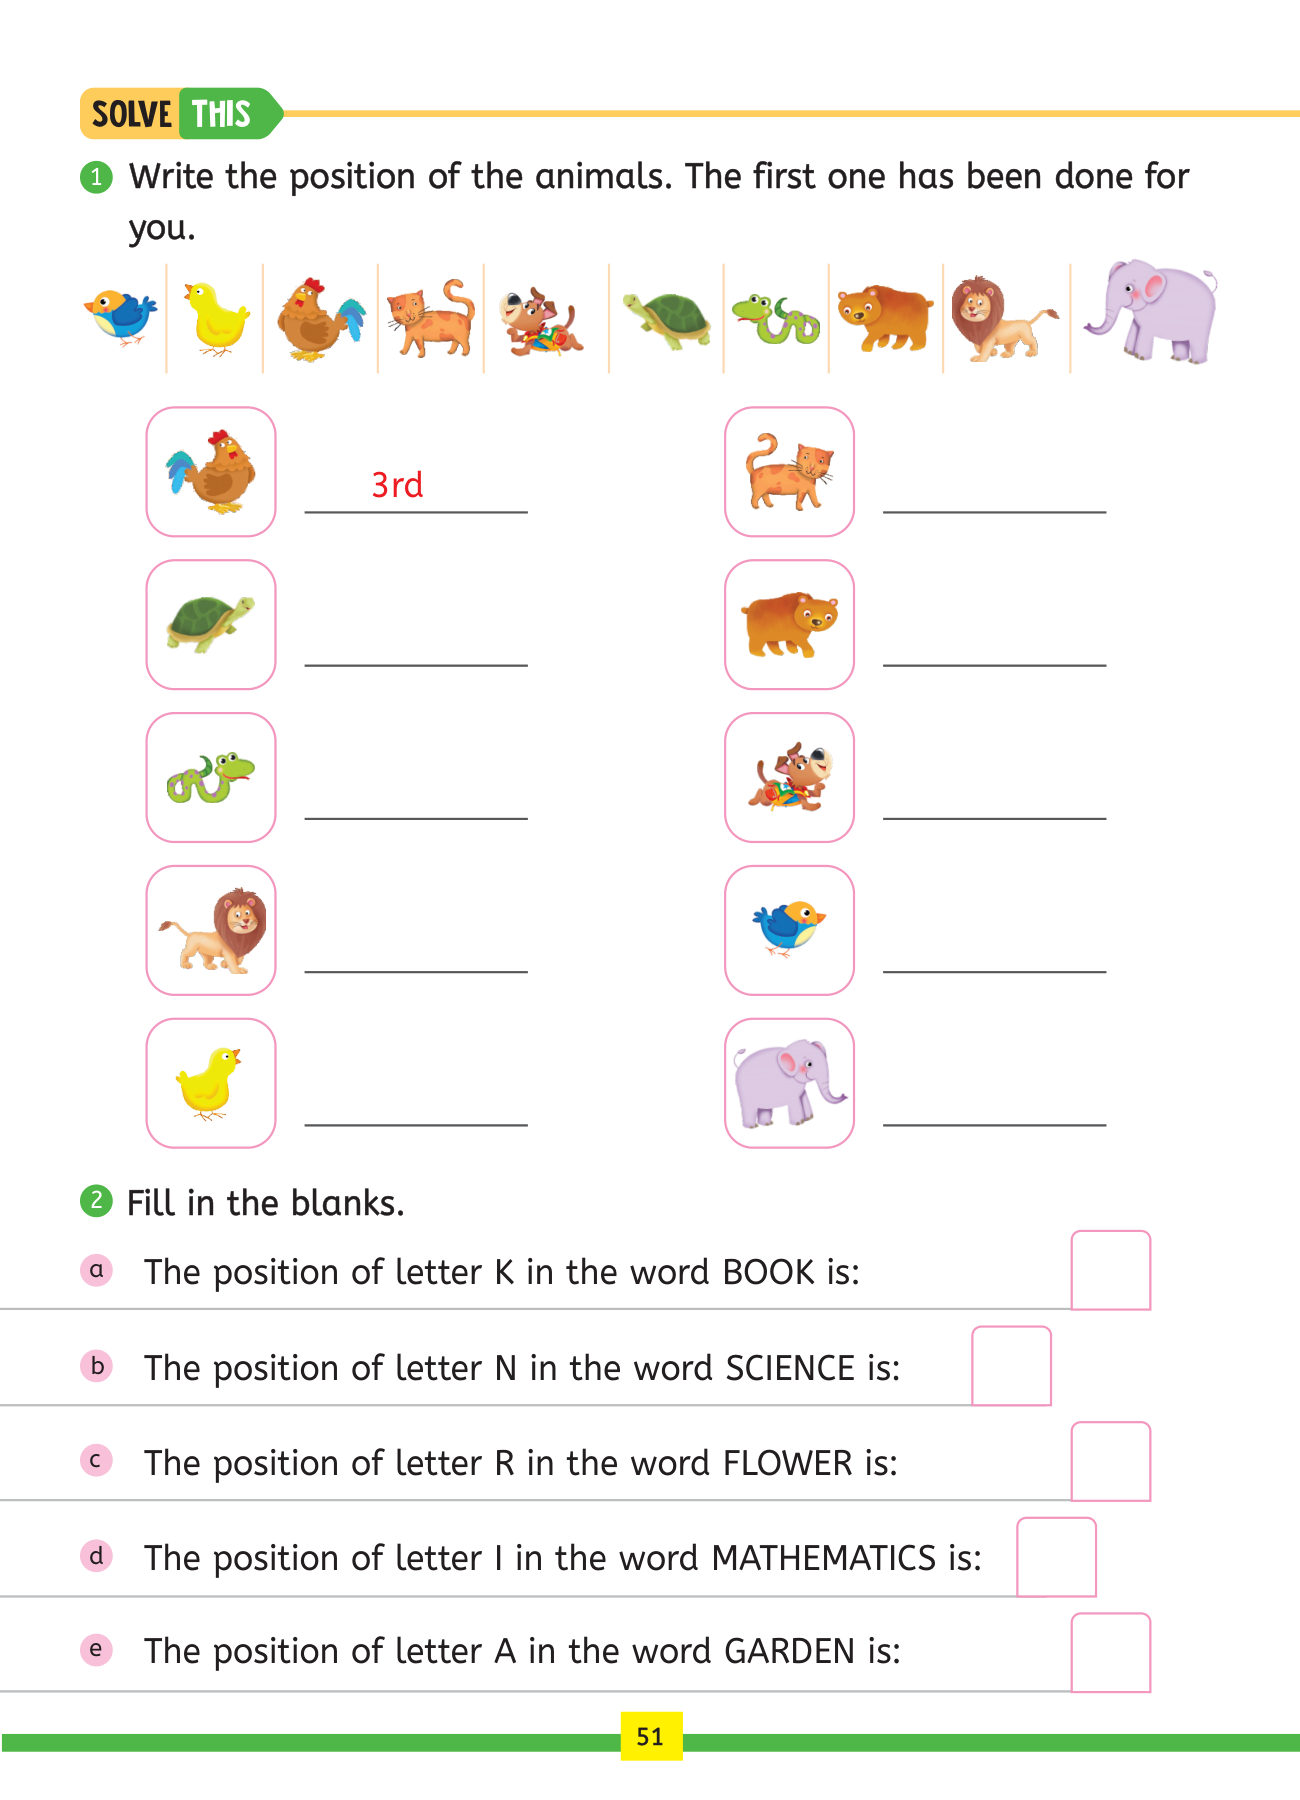 SOLVE THIS
1 Write the position of the animals. The first one has been done for
you.
3rd
2 Fill in the blanks.
a The position of letter K in the word BOOK is:
b The position of letter N in the word SCIENCE is:
c The position of letter R in the word FLOWER is:
d The position of letter I in the word MATHEMATICS is:
e The position of letter A in the word GARDEN is:
51